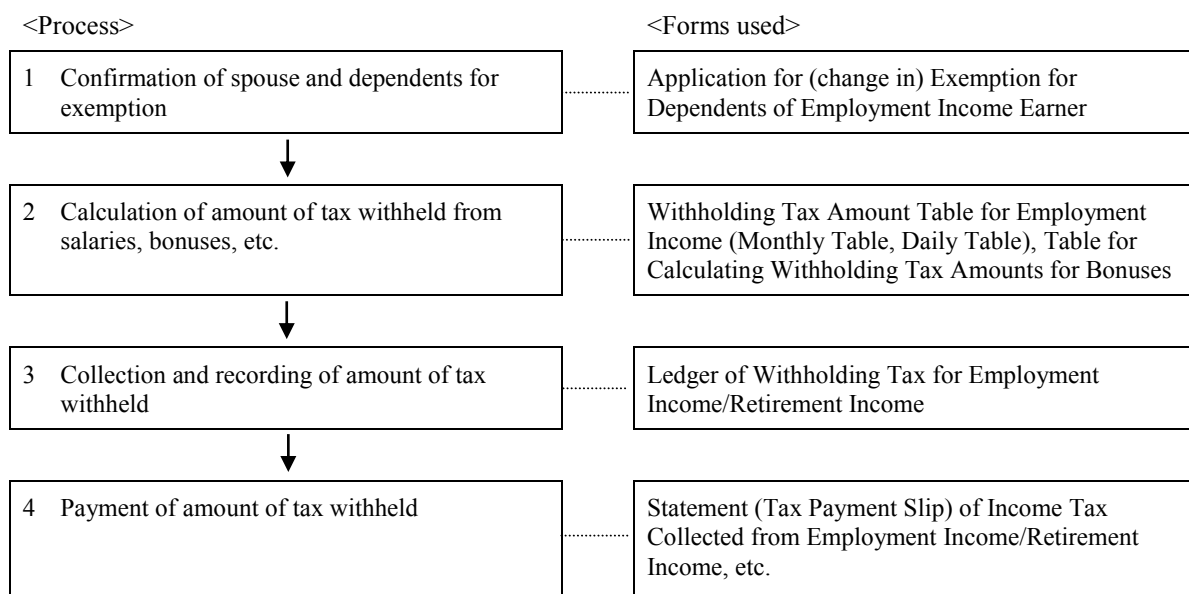 <Process>
<Forms used>
1 Confirmation of spouse and dependents for
exemption
Application for (change in) Exemption for
Dependents of Employment Income Earner
2 Calculation of amount of tax withheld from
salaries, bonuses, etc.
Withholding Tax Amount Table for Employment
Income (Monthly Table, Daily Table), Table for
Calculating Withholding Tax Amounts for Bonuses
3 Collection and recording of amount of tax
withheld
Ledger of Withholding Tax for Employment
Income/Retirement Income
4 Payment of amount of tax withheld
Statement (Tax Payment Slip) of Income Tax
Collected from Employment Income/Retirement
Income, etc.